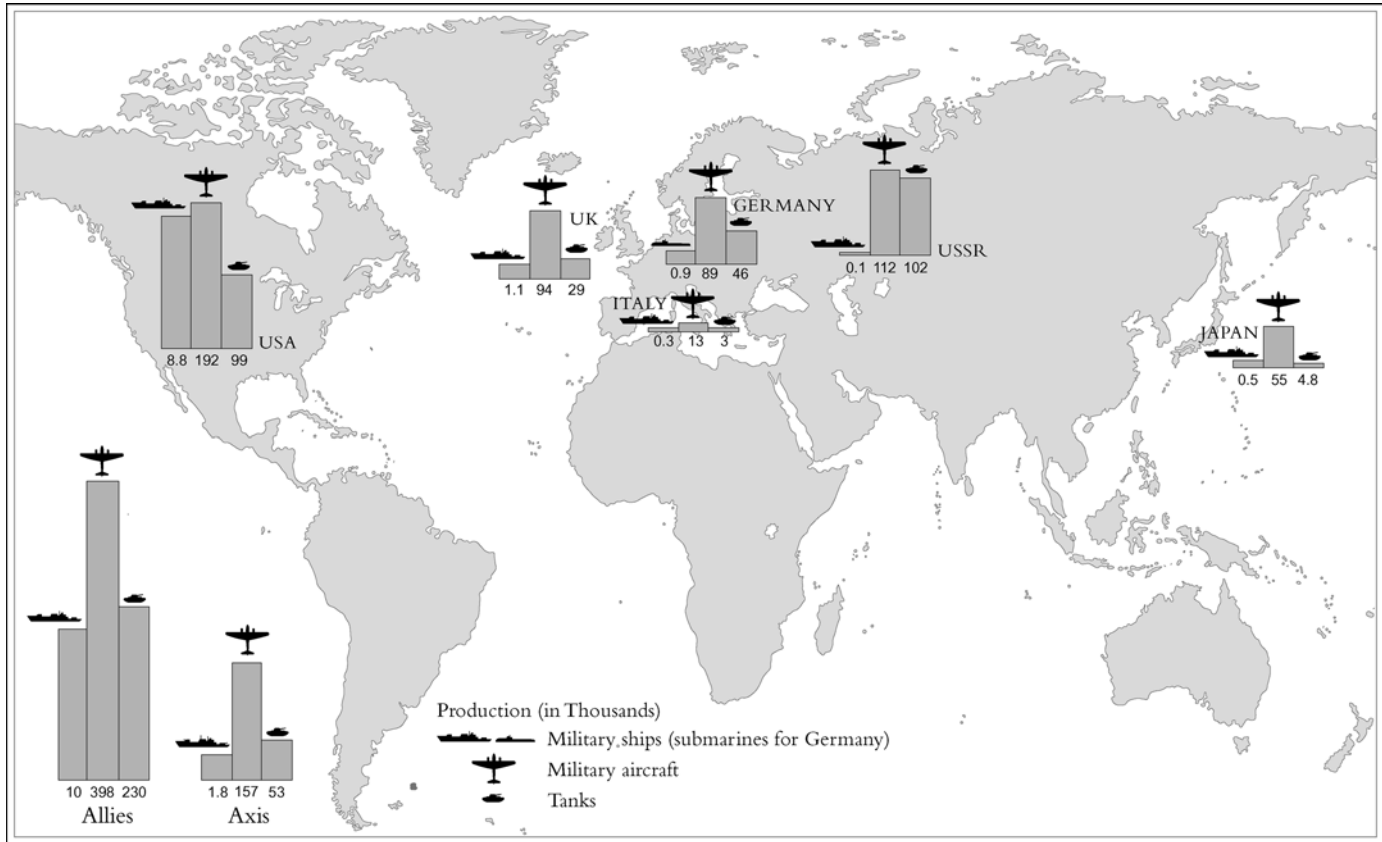 UK
GERMANY
USSR
1.1 94 29
0.9 89 46
0.1 112 102
ITALY
0.3 13 3
USA
8.8 192 99
JAPAN
0.5 55 4.8
10 398 230
Allies
1.8 157 53
Axis
Production (in Thousands)
Military ships (submarines for Germany)
Military aircraft
Tanks